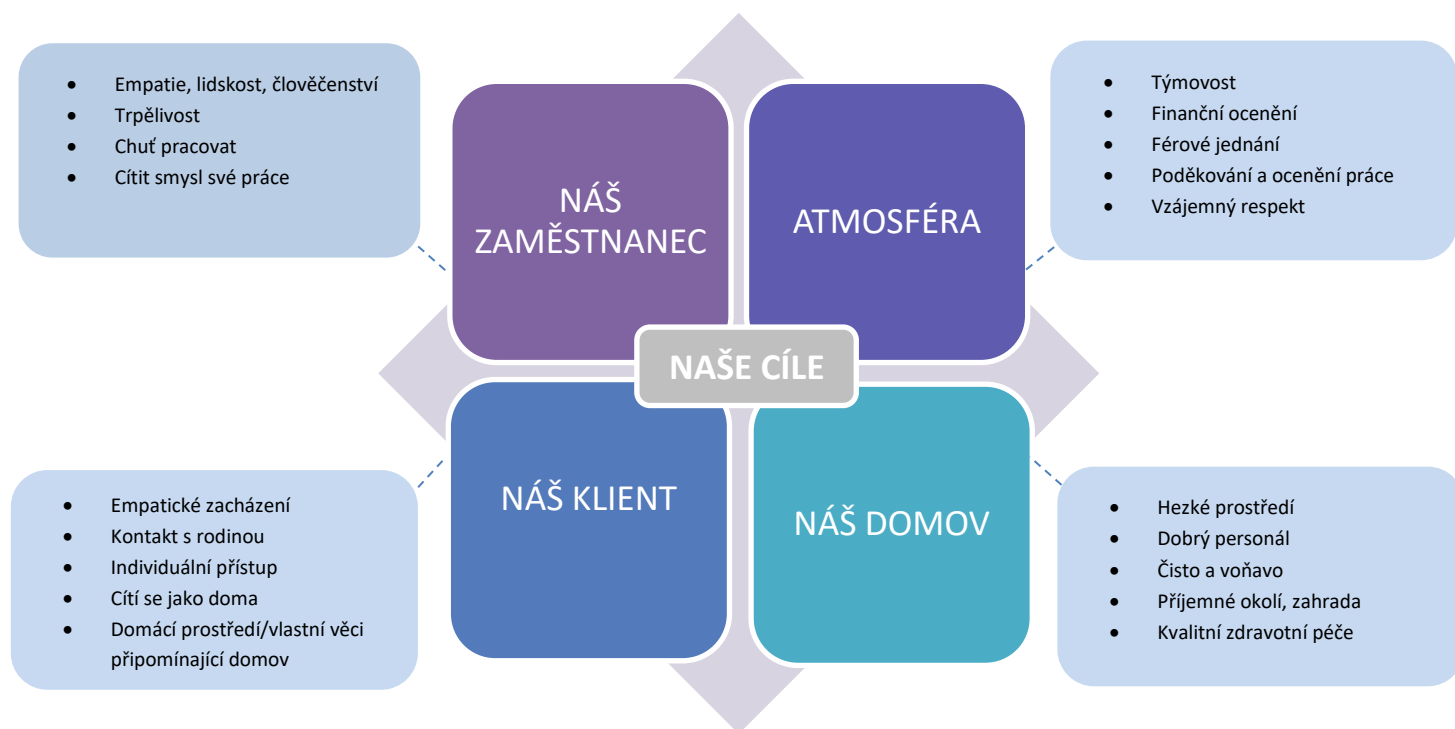 Empatie, lidskost, člověčenství
Trpělivost
Chuť pracovat
Cítit smysl své práce
NÁŠ
ZAMĚSTNANEC
ATMOSFÉRA
Týmovost
Finanční ocenění
Férové jednání
Poděkování a ocenění práce
Vzájemný respekt
NAŠE CÍLE
Empatické zacházení
Kontakt s rodinou
Individuální přístup
Cítí se jako doma
Domácí prostředí/vlastní věci
připomínající domov
NÁŠ KLIENT
NÁŠ DOMOV
Hezké prostředí
Dobrý personál
Čisto a voňavo
Příjemné okolí, zahrada
Kvalitní zdravotní péče